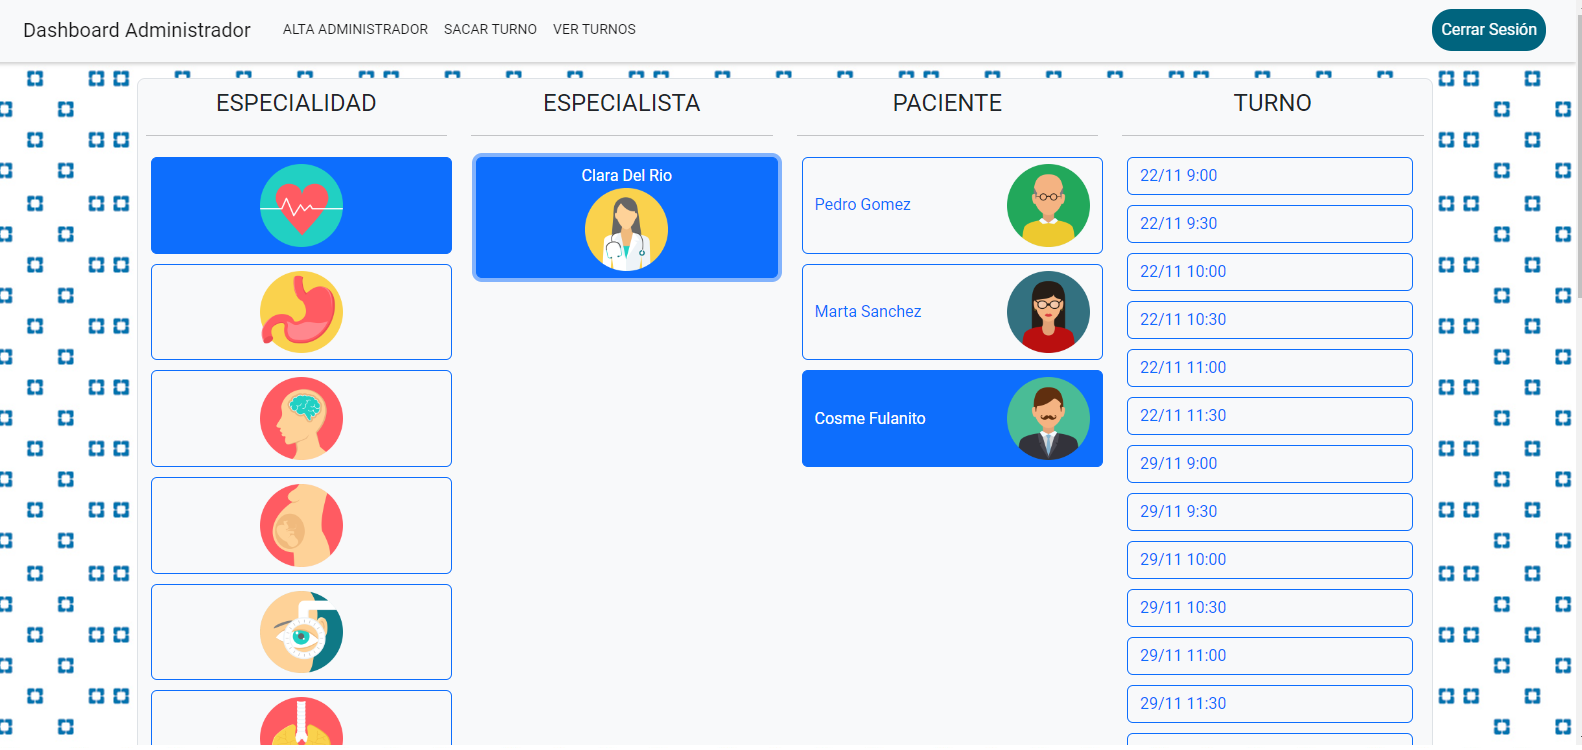 Dashboard Administrador
ALTA ADMINISTRADOR
SACAR TURNO
VER TURNOS
Cerrar Sesión
ESPECIALIDAD
ESPECIALISTA
Clara Del Rio
PACIENTE
Pedro Gomez
Marta Sanchez
Cosme Fulanito
TURNO
22/11 9:00
22/11 9:30
22/11 10:00
22/11 10:30
22/11 11:00
22/11 11:30
29/11 9:00
29/11 9:30
29/11 10:00
29/11 10:30
29/11 11:00
29/11 11:30